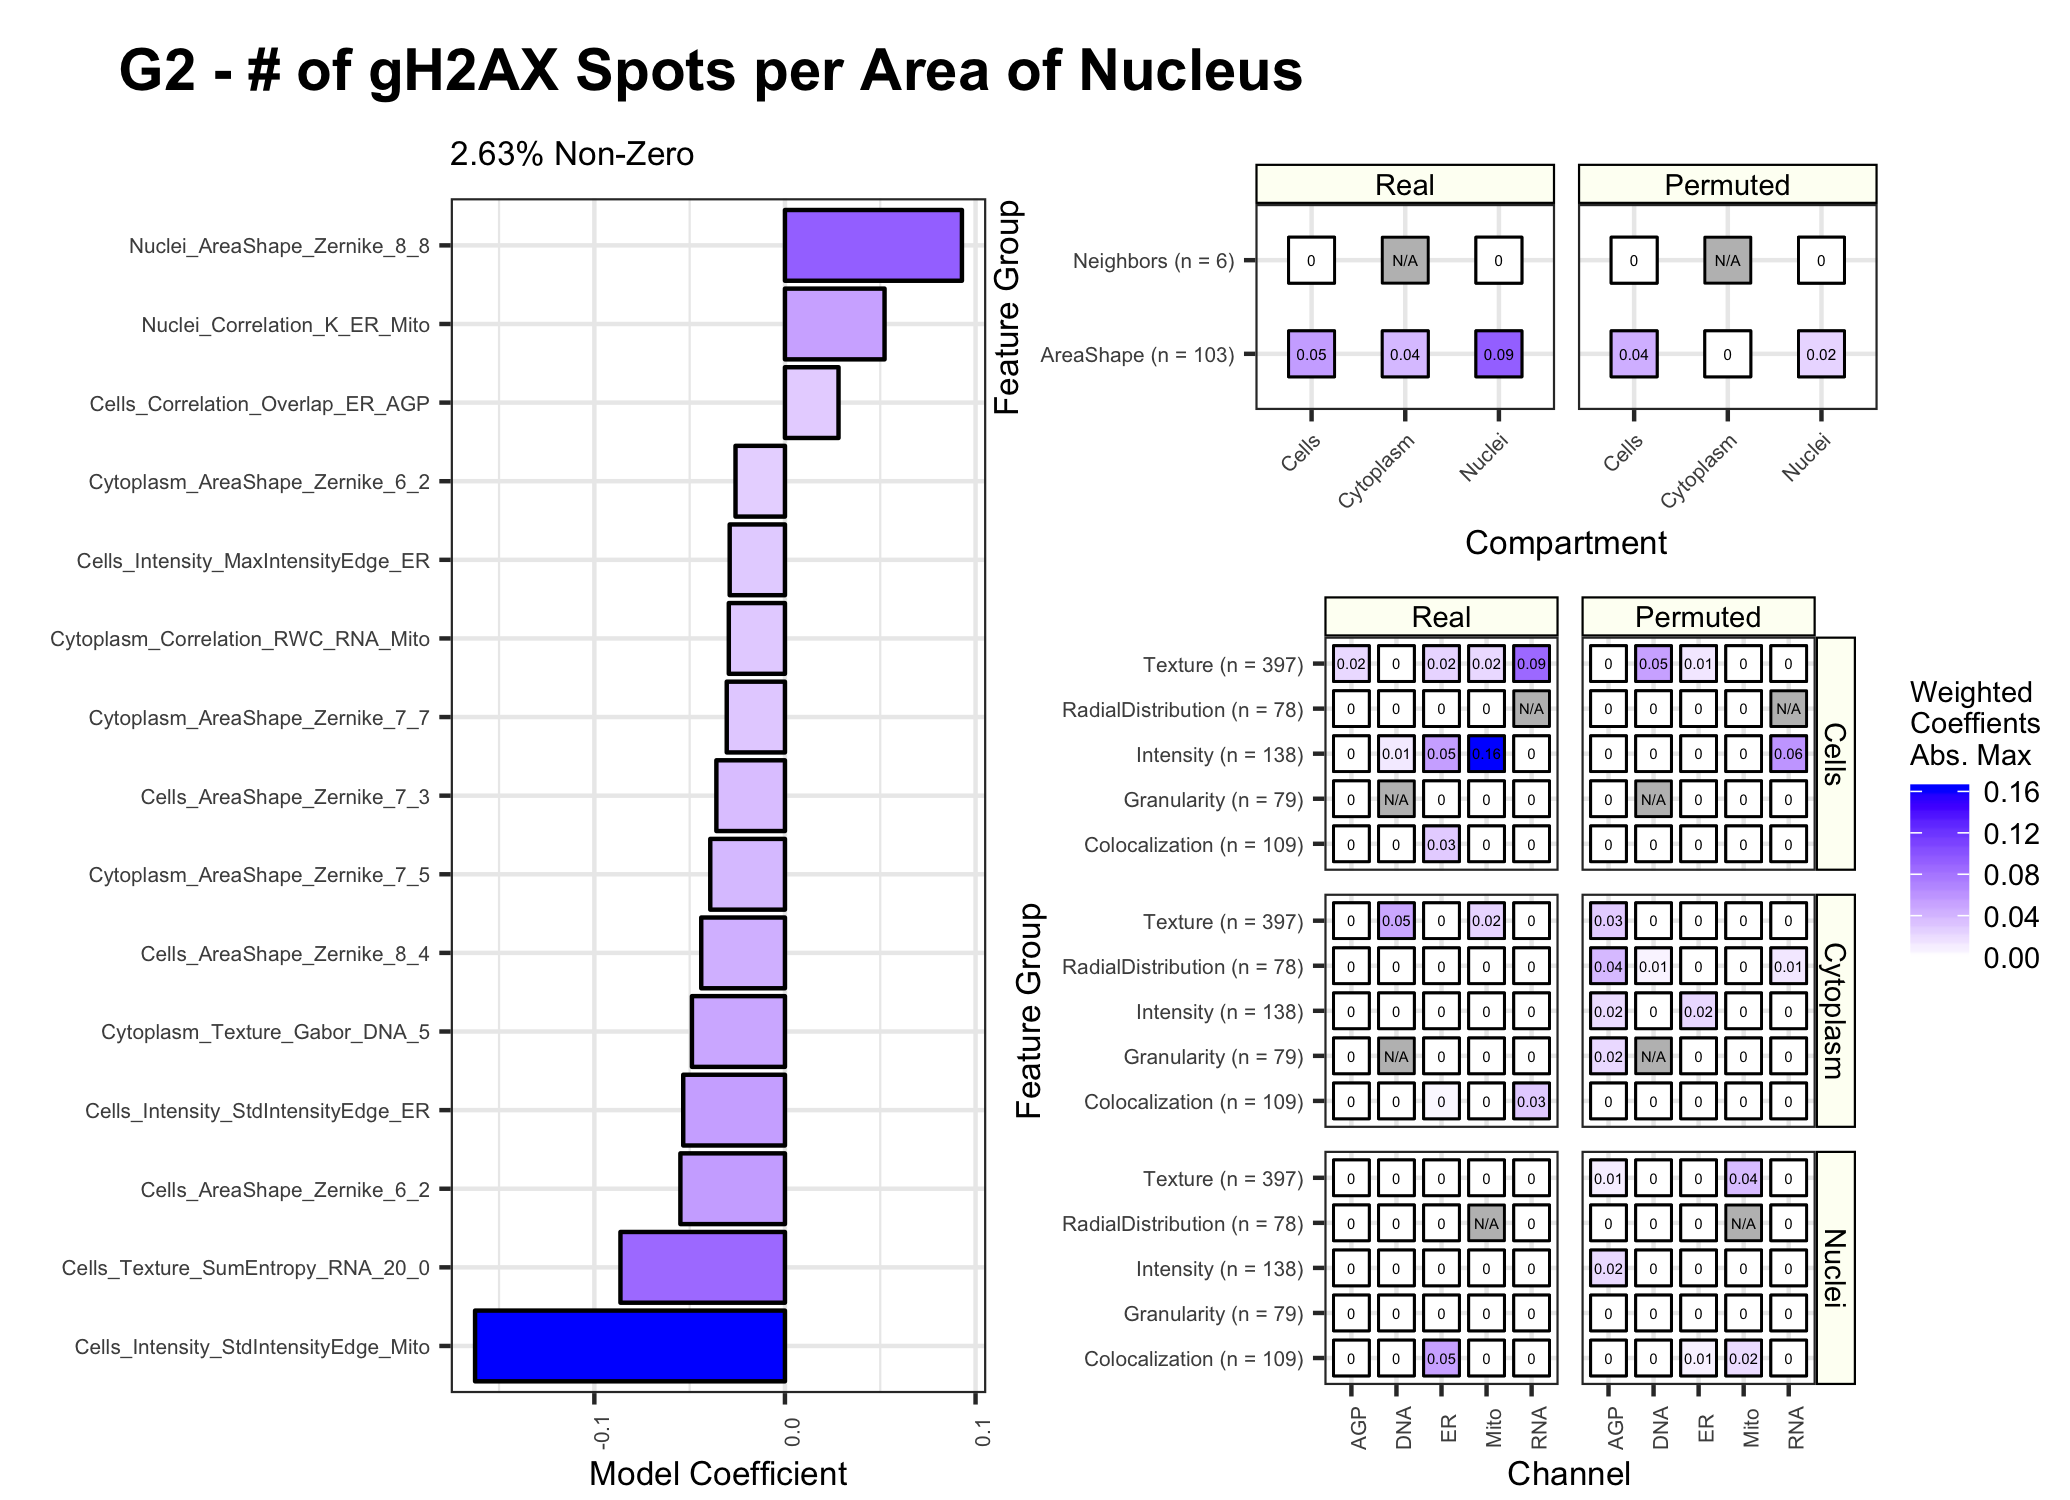 G2 - # of gH2AX Spots per Area of Nucleus
2.63% Non-Zero
Nuclei_AreaShape_Zernike_8_8
Nuclei_Correlation_K_ER_Mito
Cells_Correlation_Overlap_ER_AGP
Cytoplasm_AreaShape_Zernike_6_2
Cells_Intensity_MaxIntensityEdge_ER
Cytoplasm_Correlation_RWC_RNA_Mito
Cytoplasm_AreaShape_Zernike_7_7
Cells_AreaShape_Zernike_7_3
Cytoplasm_AreaShape_Zernike_7_5
Cells_AreaShape_Zernike_8_4
Cytoplasm_Texture_Gabor_DNA_5
Cells_Intensity_StdIntensityEdge_ER
Cells_AreaShape_Zernike_6_2
Cells_Texture_SumEntropy_RNA_20_0
Cells_Intensity_StdIntensityEdge_Mito
-0.1 0.0 0.1
Model Coefficient
Feature Group
Real Permuted
Neighbors (n = 6) 0 N/A 0 0 N/A 0
AreaShape (n = 103) 0.05 0.04 0.09 0.04 0 0.02
Cells Cytoplasm Nuclei Cells Cytoplasm Nuclei
Compartment
Feature Group
Real Permuted
Texture (n = 397) 0.02 0 0.02 0.02 0.09 0 0.05 0.01 0 0
RadialDistribution (n = 78) 0 0 0 0 N/A 0 0 0 0 N/A
Intensity (n = 138) 0 0.01 0.05 0.16 0 0 0 0 0 0.06
Granularity (n = 79) 0 N/A 0 0 0 0 N/A 0 0 0
Colocalization (n = 109) 0 0 0.03 0 0 0 0 0 0 0
Cells
Texture (n = 397) 0 0.05 0 0.02 0 0.03 0 0 0 0
RadialDistribution (n = 78) 0 0 0 0 0 0.04 0.01 0 0 0.01
Intensity (n = 138) 0 0 0 0 0 0.02 0 0.02 0 0
Granularity (n = 79) 0 N/A 0 0 0 0.02 N/A 0 0 0
Colocalization (n = 109) 0 0 0 0 0.03 0 0 0 0 0
Cytoplasm
Texture (n = 397) 0 0 0 0 0 0.01 0 0 0.04 0
RadialDistribution (n = 78) 0 0 0 N/A 0 0 0 0 N/A 0
Intensity (n = 138) 0 0 0 0 0 0.02 0 0 0 0
Granularity (n = 79) 0 0 0 0 0 0 0 0 0 0
Colocalization (n = 109) 0 0 0.05 0 0 0 0 0.01 0.02 0
Nuclei
AGP DNA ER Mito RNA AGP DNA ER Mito RNA
Channel
Weighted
Coeffients
Abs. Max
0.16
0.12
0.08
0.04
0.00